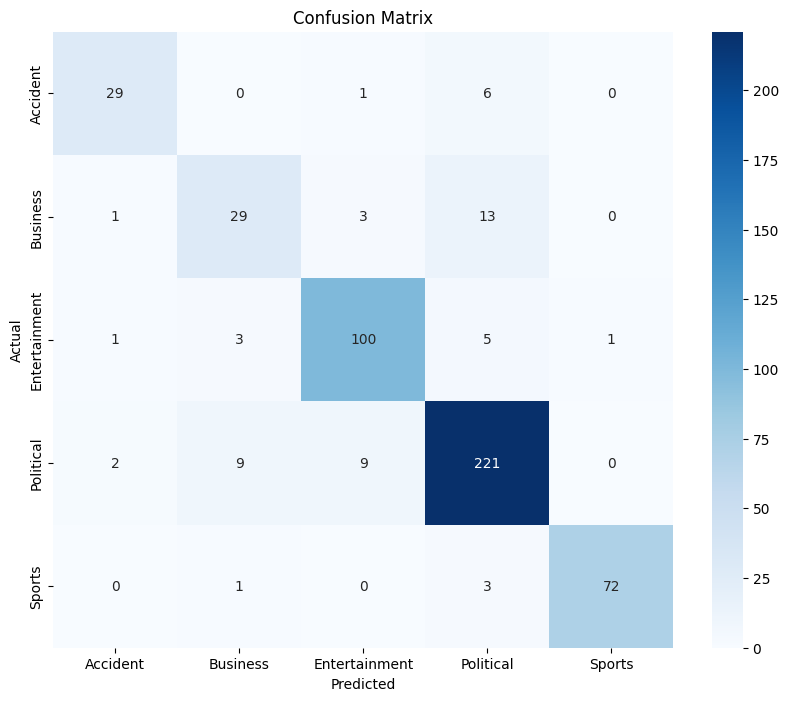 Confusion Matrix
Accident 29 0 1 6 0
Business 1 29 3 13 0
Entertainment 1 3 100 5 1
Political 2 9 9 221 0
Sports 0 1 0 3 72
Actual
Accident Business Entertainment Political Sports
Predicted
200
175
150
125
100
75
50
25
0